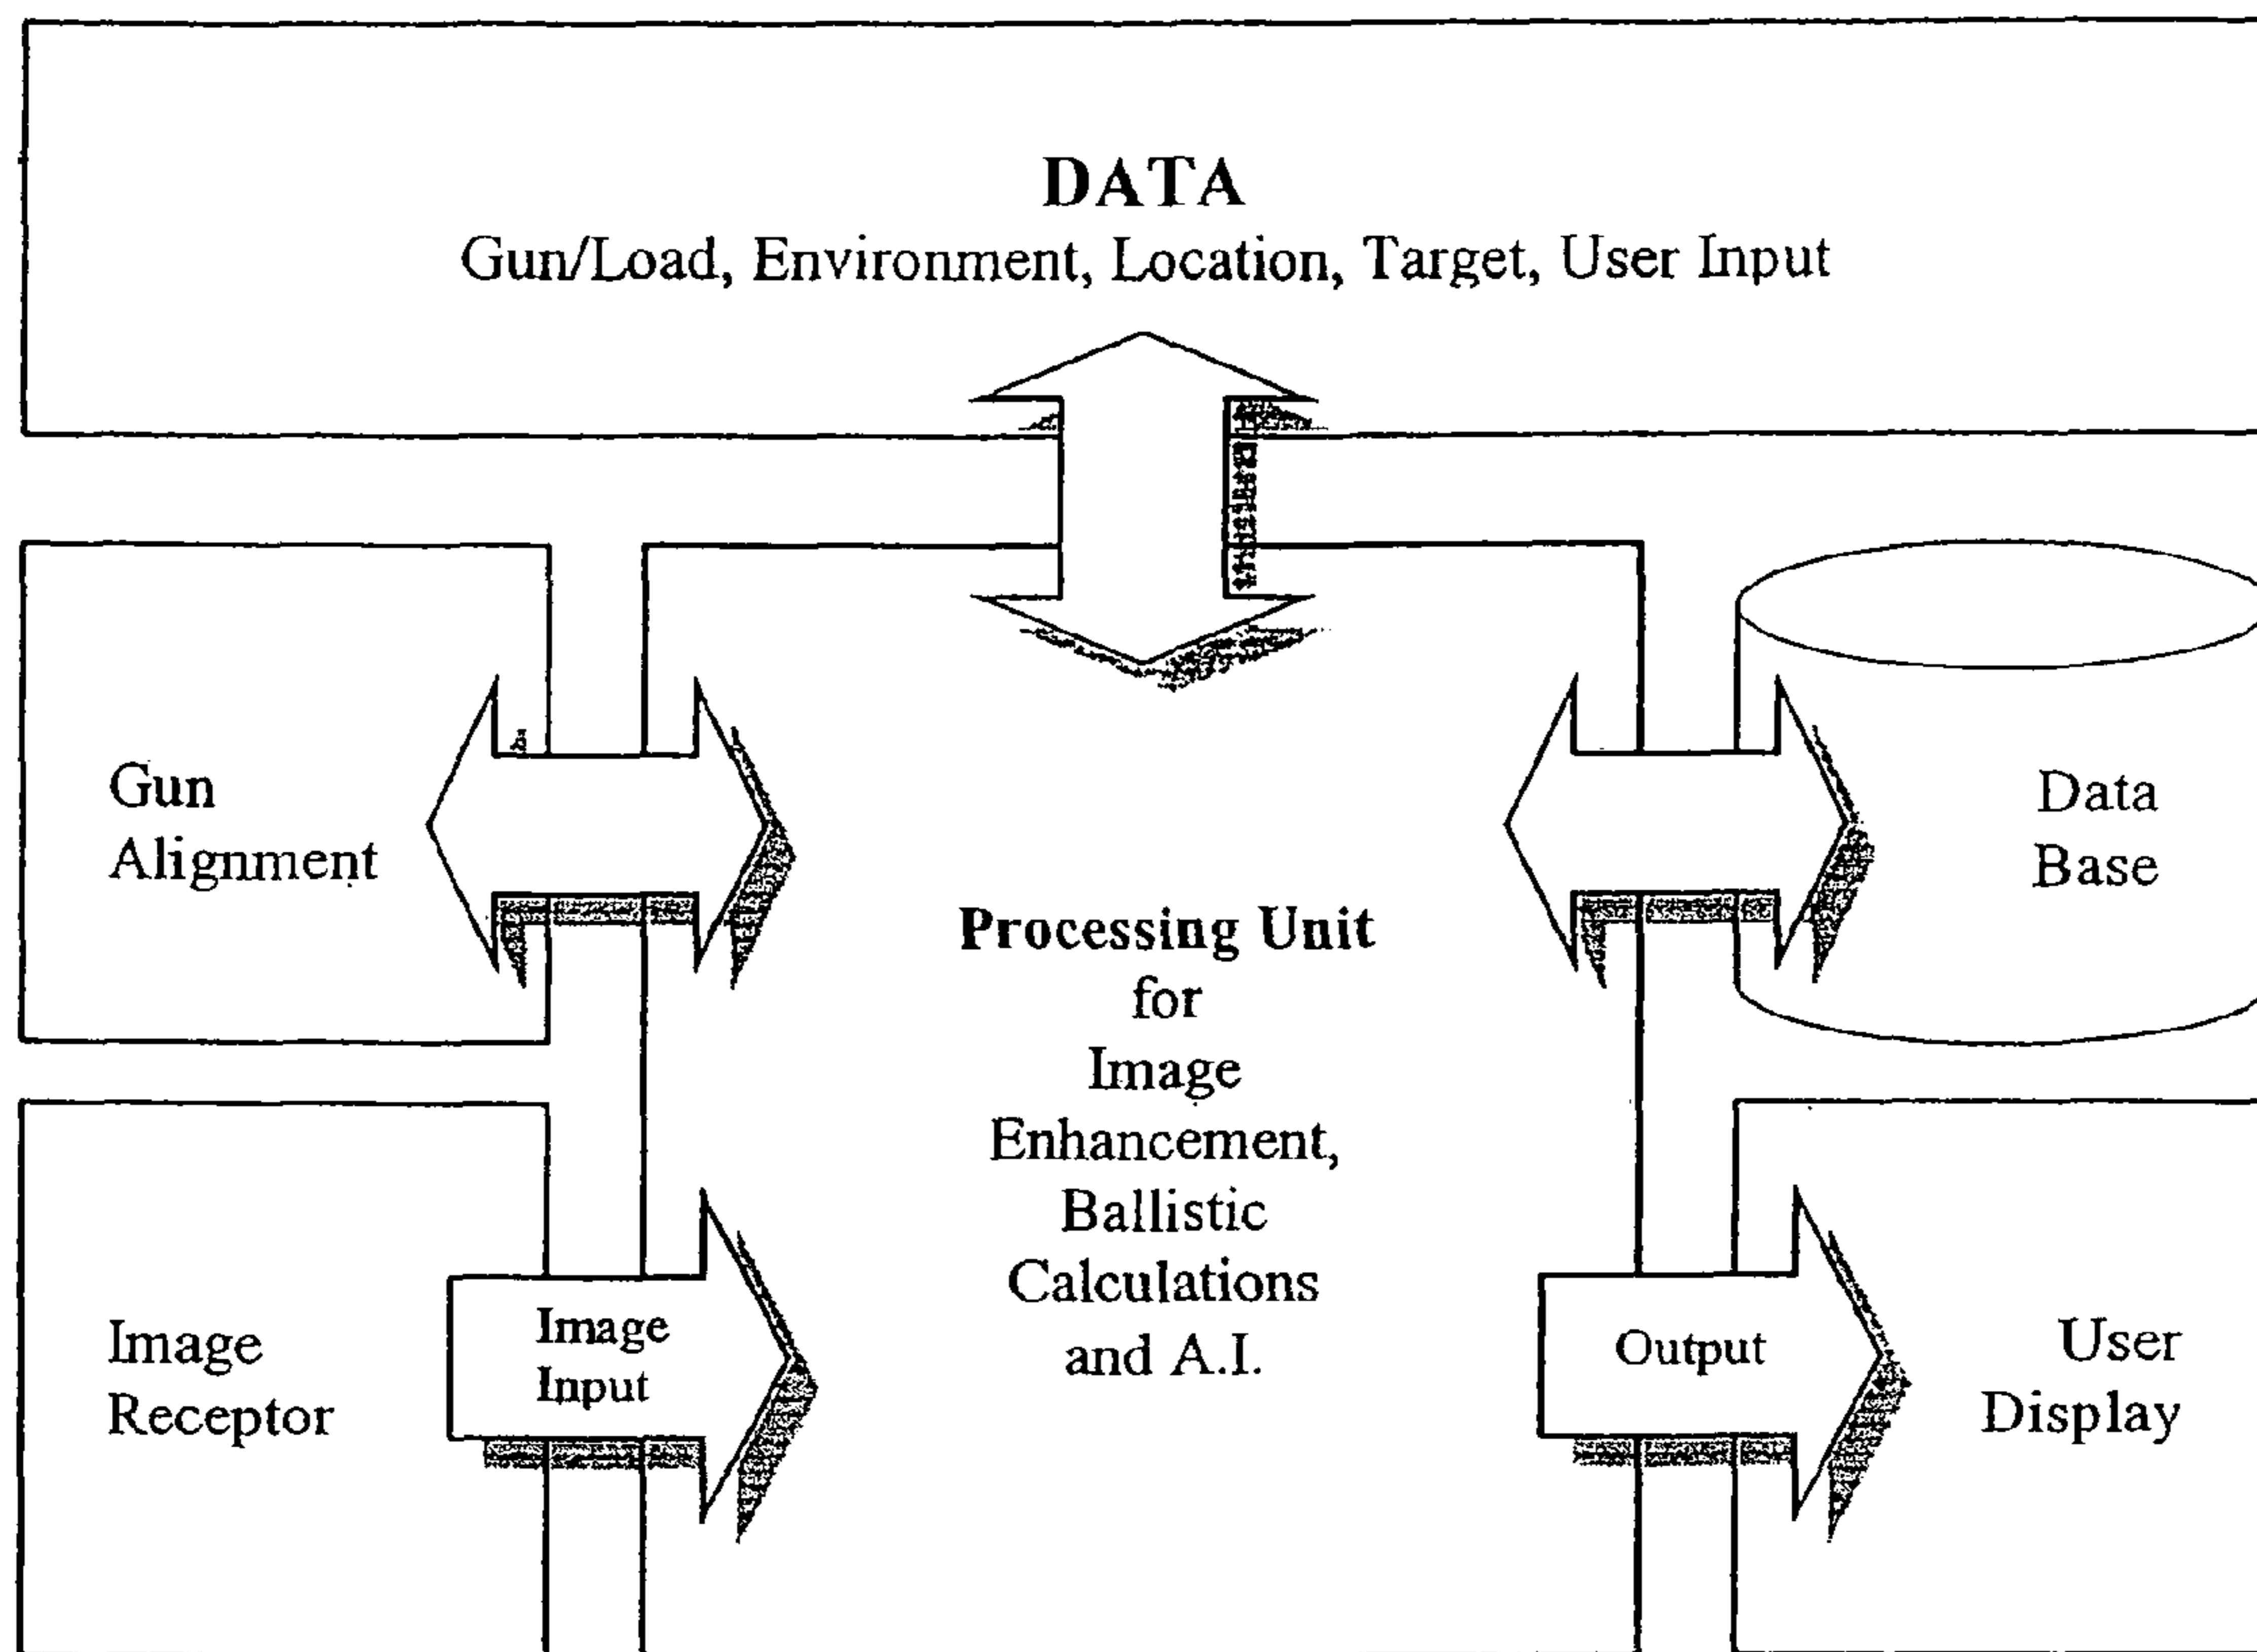 DATA
Gun/Load, Environment, Location, Target, User Input
Gun
Alignment
Data
Base
Processing Unit
for
Image
Enhancement,
Ballistic
Calculations
and A.I.
Image
Receptor
Image
Input
Output
User
Display